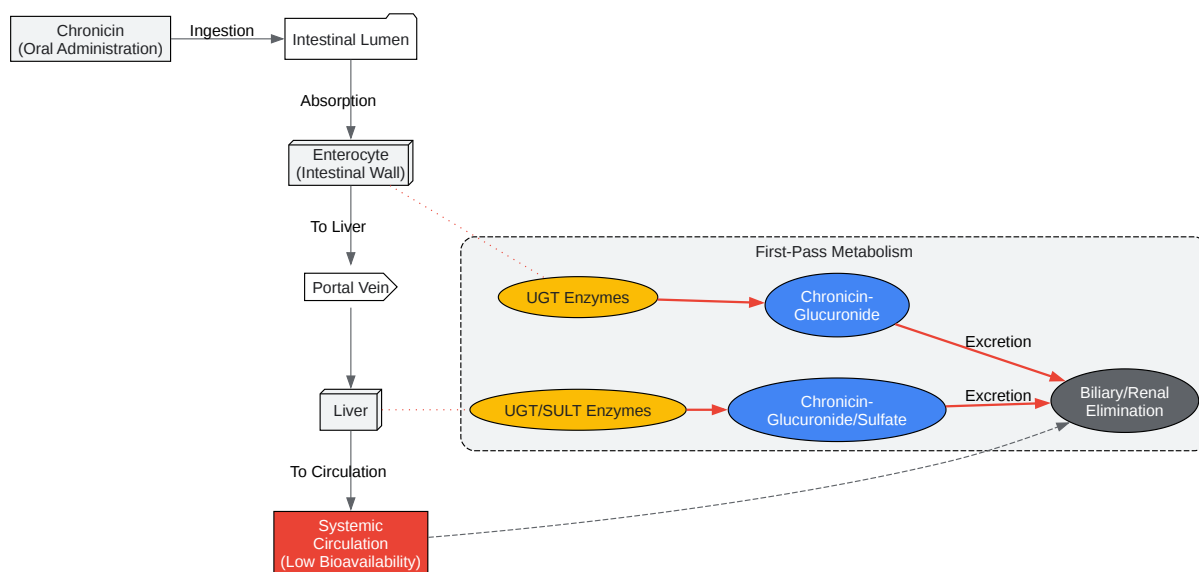 Chronicin
(Oral Administration)
Ingestion
Intestinal Lumen
Absorption
Enterocyte
(Intestinal Wall)
To Liver
Portal Vein
Liver
To Circulation
Systemic
Circulation
(Low Bioavailability)
First-Pass Metabolism
UGT Enzymes
Chronicin-
Glucuronide
Excretion
UGT/SULT Enzymes
Chronicin-
Glucuronide/Sulfate
Excretion
Biliary/Renal
Elimination